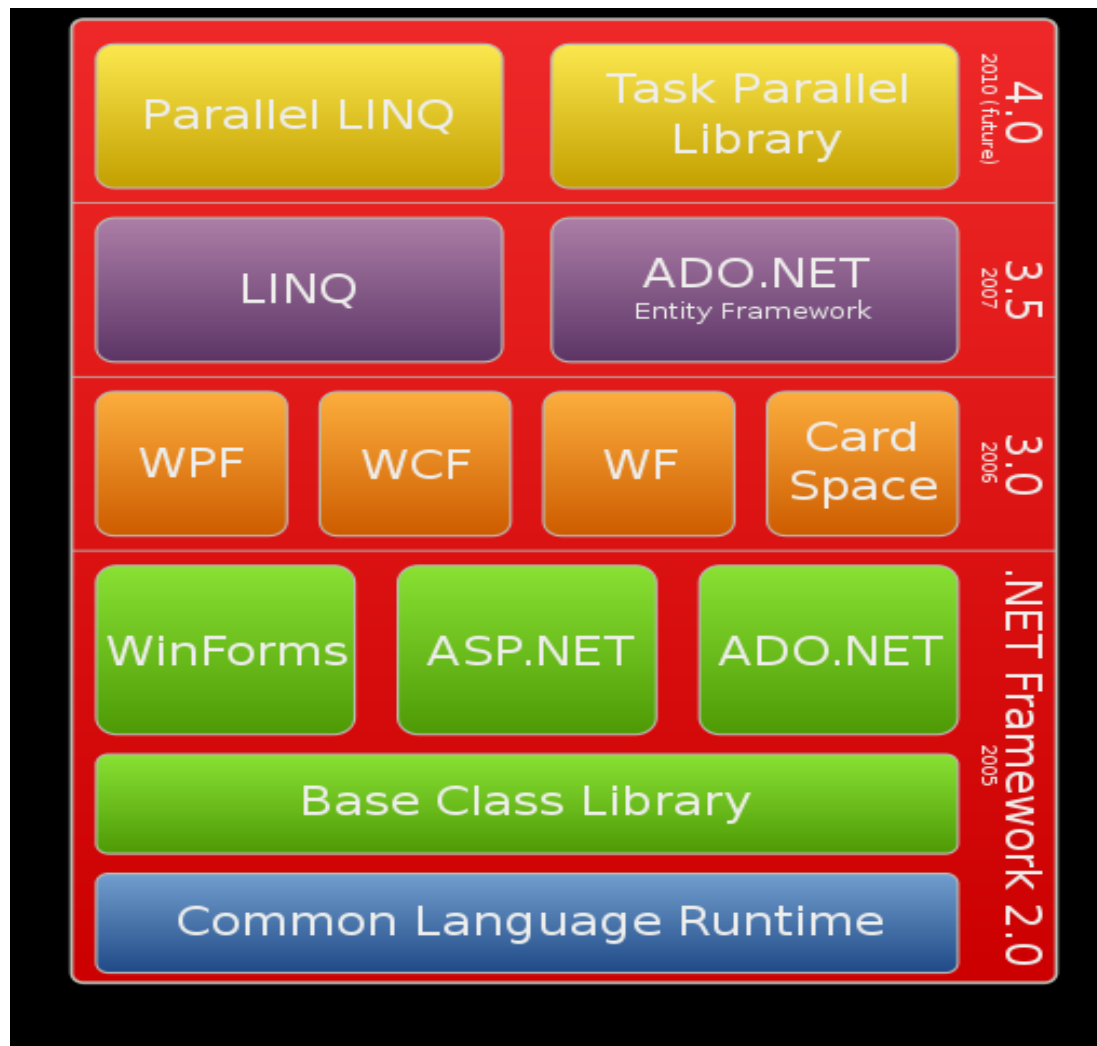 Parallel LINQ
Task Parallel
Library
4.0
2010 (future)
LINQ
ADO.NET
Entity Framework
3.5
2007
WPF
WCF
WF
Card
Space
3.0
2006
WinForms
ASP.NET
ADO.NET
Base Class Library
Common Language Runtime
.NET Framework 2.0
2005